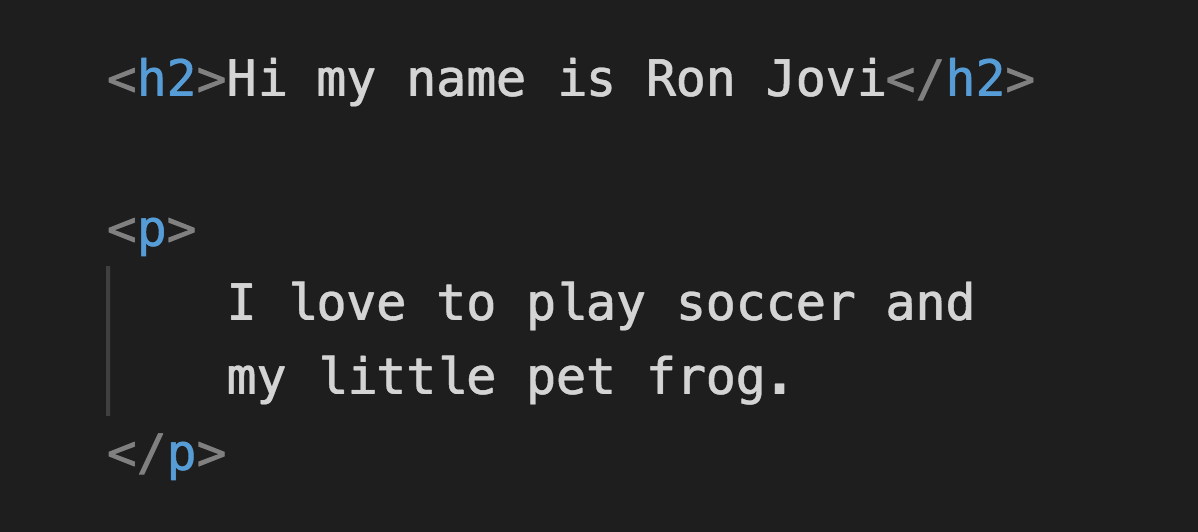 <h2>Hi my name is Ron Jovi</h2>
<p>
I love to play soccer and
my little pet frog.
</p>